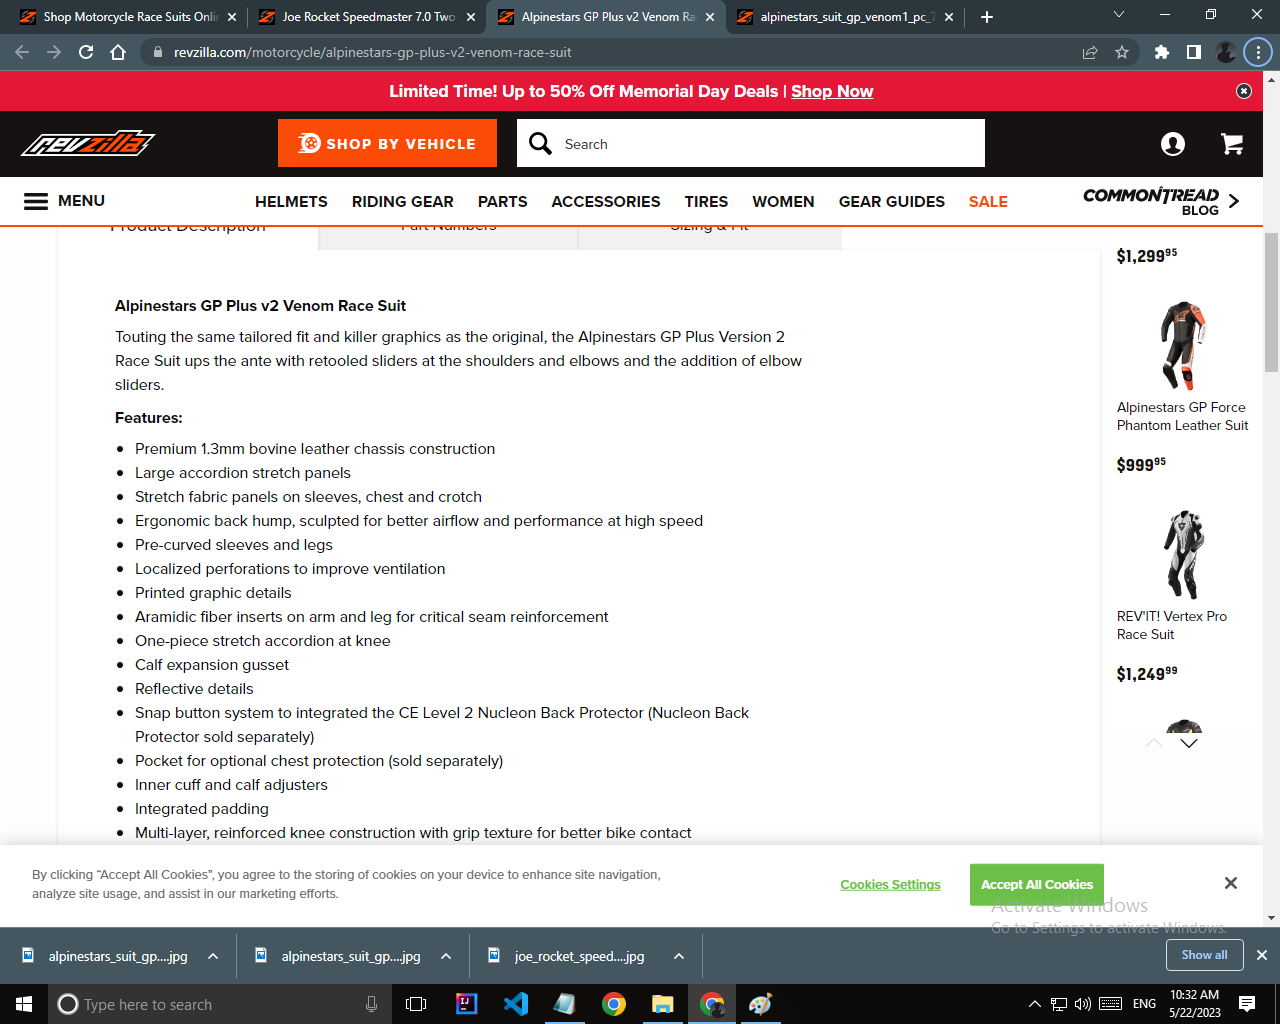 Shop Motorcycle Race Suits Onli
Joe Rocket Speedmaster 7.0 Two-
Alpinestars GP Plus v2 Venom Ra
alpinestars_suit_gp_venom1_pc_7
revzilla.com/motorcycle/alpinestars-gp-plus-v2-venom-race-suit
Limited Time! Up to 50% Off Memorial Day Deals | Shop Now
revzilla
SHOP BY VEHICLE
Search
MENU
HELMETS RIDING GEAR PARTS ACCESSORIES TIRES WOMEN GEAR GUIDES SALE
COMMON TREAD
BLOG
Product Description
Part Numbers
Sizing & Fit
$1,299.95
Alpinestars GP Plus v2 Venom Race Suit
Touting the same tailored fit and killer graphics as the original, the Alpinestars GP Plus Version 2
Race Suit ups the ante with retooled sliders at the shoulders and elbows and the addition of elbow
sliders.
Features:
Premium 1.3mm bovine leather chassis construction
Large accordion stretch panels
Stretch fabric panels on sleeves, chest and crotch
Ergonomic back hump, sculpted for better airflow and performance at high speed
Pre-curved sleeves and legs
Localized perforations to improve ventilation
Printed graphic details
Aramidic fiber inserts on arm and leg for critical seam reinforcement
One-piece stretch accordion at knee
Calf expansion gusset
Reflective details
Snap button system to integrated the CE Level 2 Nucleon Back Protector (Nucleon Back
Protector sold separately)
Pocket for optional chest protection (sold separately)
Inner cuff and calf adjusters
Integrated padding
Multi-layer, reinforced knee construction with grip texture for better bike contact
Alpinestars GP Force
Phantom Leather Suit
$999.95
REV'IT! Vertex Pro
Race Suit
$1,249.99
By clicking "Accept All Cookies", you agree to the storing of cookies on your device to enhance site navigation,
analyze site usage, and assist in our marketing efforts.
Cookies Settings
Accept All Cookies
Activate Windows
Go to Settings to activate Windows.
alpinestars_suit_gp....jpg
alpinestars_suit_gp....jpg
joe_rocket_speed....jpg
Show all
Type here to search
ENG
10:32 AM
5/22/2023